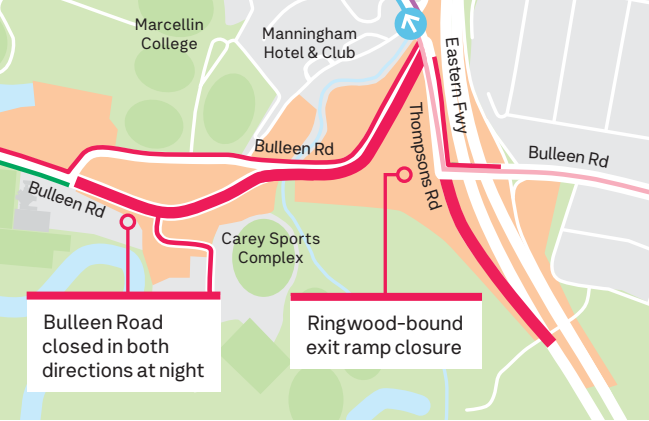 Marcellin
College
Manningham
Hotel & Club
Eastern Fwy
Thompsons Rd
Bulleen Rd
Bulleen Rd
Bulleen Rd
Carey Sports
Complex
Bulleen Road
closed in both
directions at night
Ringwood-bound
exit ramp closure